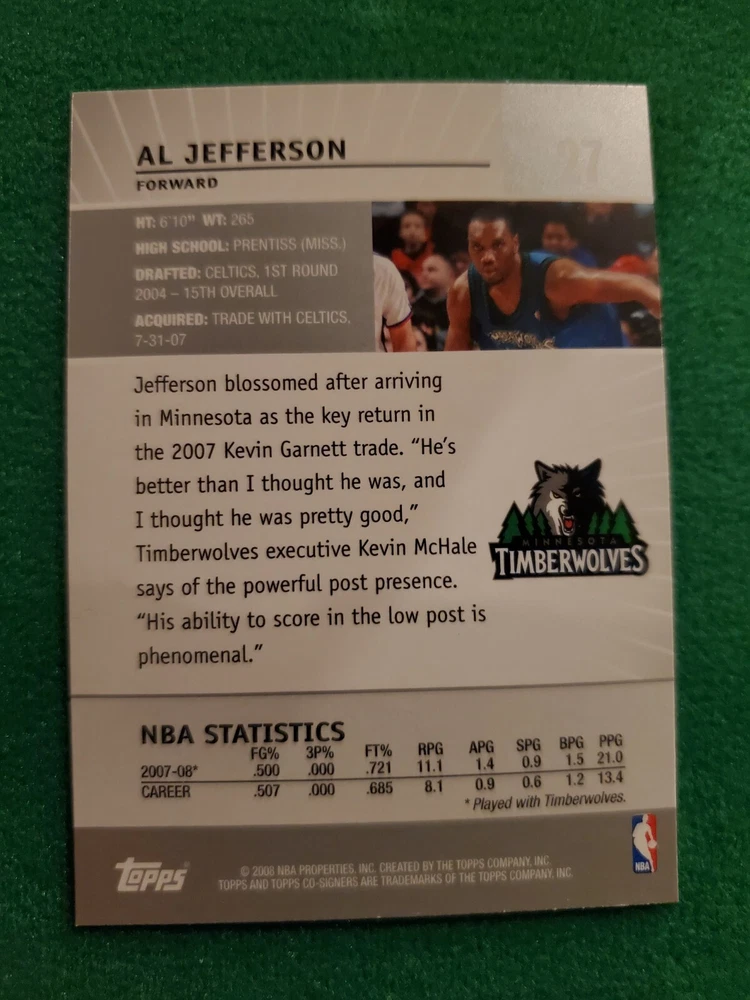 27
AL JEFFERSON
FORWARD
HT: 6'10" WT: 265
HIGH SCHOOL: PRENTISS (MISS.)
DRAFTED: CELTICS, 1ST ROUND
2004 – 15TH OVERALL
ACQUIRED: TRADE WITH CELTICS,
7-31-07
Jefferson blossomed after arriving
in Minnesota as the key return in
the 2007 Kevin Garnett trade. “He’s
better than I thought he was, and
I thought he was pretty good,”
Timberwolves executive Kevin McHale
says of the powerful post presence.
“His ability to score in the low post is
phenomenal.”
MINNESOTA
TIMBERWOLVES
NBA STATISTICS
FG% 3P% FT% RPG APG SPG BPG PPG
2007-08* .500 .000 .721 11.1 1.4 0.9 1.5 21.0
CAREER .507 .000 .685 8.1 0.9 0.6 1.2 13.4
* Played with Timberwolves.
Topps
© 2008 NBA PROPERTIES, INC. CREATED BY THE TOPPS COMPANY, INC.
TOPPS AND TOPPS CO-SIGNERS ARE TRADEMARKS OF THE TOPPS COMPANY, INC.
NBA